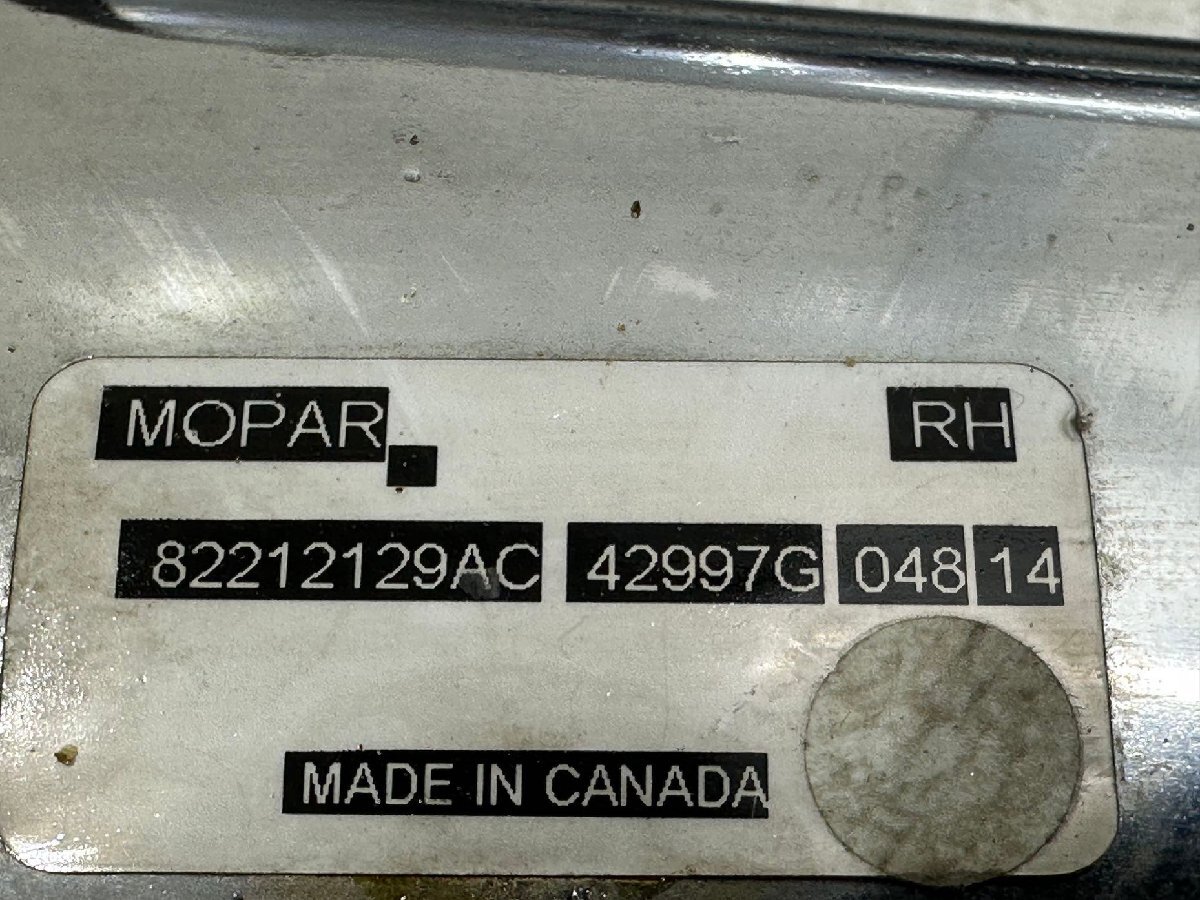 MOPAR RH
82212129AC 42997G 048 14
MADE IN CANADA